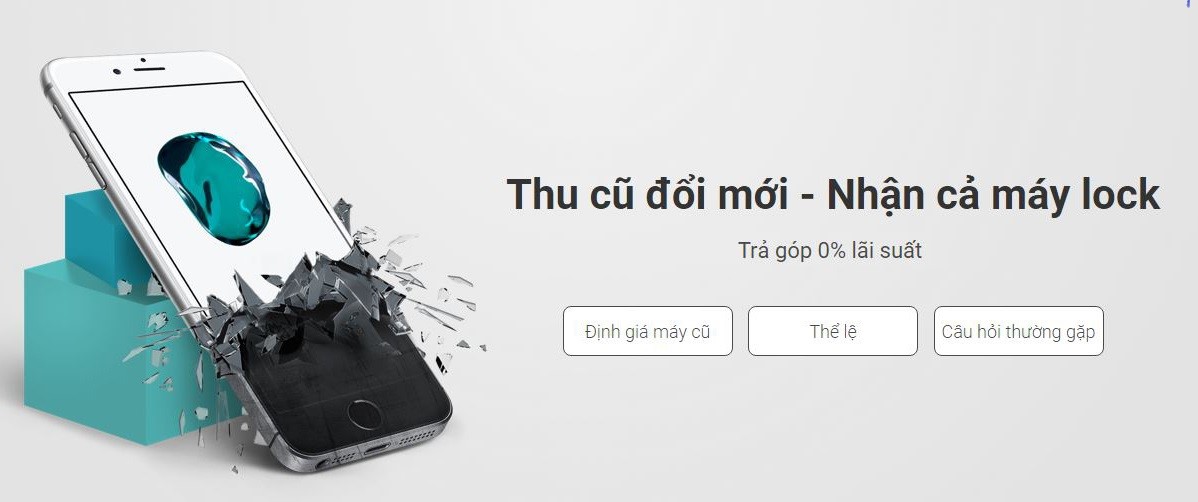 Thu cũ đổi mới - Nhận cả máy lock
Trả góp 0% lãi suất
Định giá máy cũ
Thể lệ
Câu hỏi thường gặp